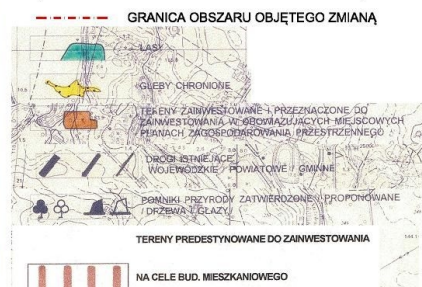 GRANICA OBSZARU OBJĘTEGO ZMIANĄ
LASY
GLEBY CHRONIONE
TERENY ZAINWESTOWANE I PRZEZNACZONE DO
ZAINWESTOWANIA W OBOWIĄZUJĄCYCH MIEJSCOWYCH
PLANACH ZAGOSPODAROWANIA PRZESTRZENNEGO
DROGI ISTNIEJĄCE
WOJEWÓDZKIE / POWIATOWE / GMINNE
POMNIKI PRZYRODY ZATWIERDZONE I PROPONOWANE
/DRZEWA I GŁAZY/
TERENY PREDESTYNOWANE DO ZAINWESTOWANIA
NA CELE BUD. MIESZKANIOWEGO